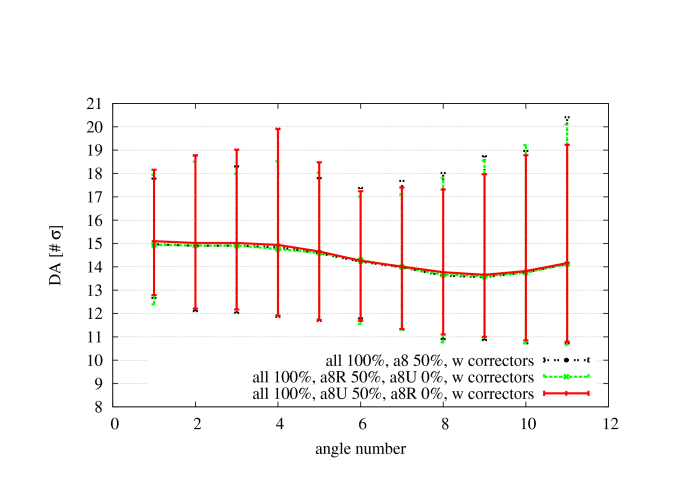 21
20
19
18
17
16
15
14
13
12
11
10
9
8
DA [# σ]
all 100%, a8 50%, w correctors
all 100%, a8R 50%, a8U 0%, w correctors
all 100%, a8U 50%, a8R 0%, w correctors
0 2 4 6 8 10 12
angle number